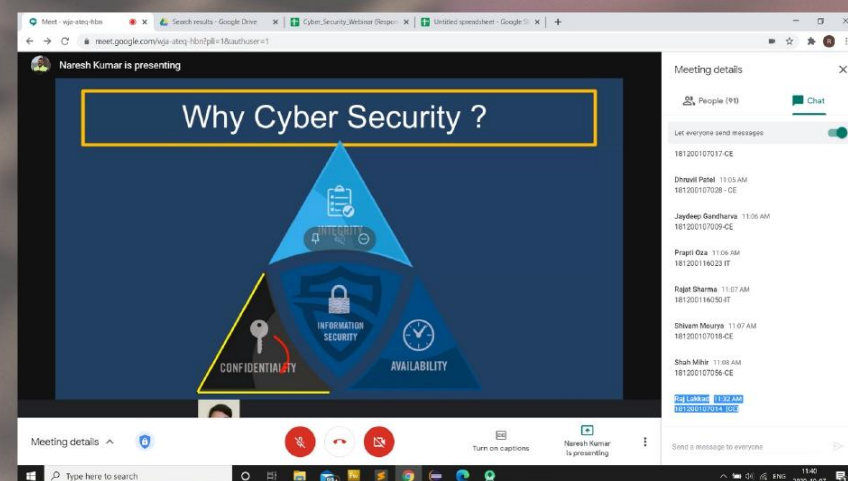 Meet - wja-ateq-hbn
Search results - Google Drive
Cyber_Security_Webinar (Respon
Untitled spreadsheet - Google
meet.google.com/wja-ateq-hbn?pli=1&authuser=1
R
Naresh Kumar is presenting
Why Cyber Security ?
INTEGRITY
INFORMATION
SECURITY
CONFIDENTIALITY
AVAILABILITY
Meeting details
People (91)
Chat
Let everyone send messages
181200107017-CE
Dhruvil Patel 11:05 AM
181200107028 - CE
Jaydeep Gandharva 11:06 AM
181200107009-CE
Prapti Oza 11:06 AM
181200116023 IT
Rajat Sharma 11:07 AM
181200116050-IT
Shivam Maurya 11:07 AM
181200107018-CE
Shah Mihir 11:08 AM
181200107056-CE
Raj Lakkad 11:32 AM
181200107014 (CE)
Send a message to everyone
Meeting details
Turn on captions
Naresh Kumar
is presenting
Type here to search
ENG
11:40
2020-10-07